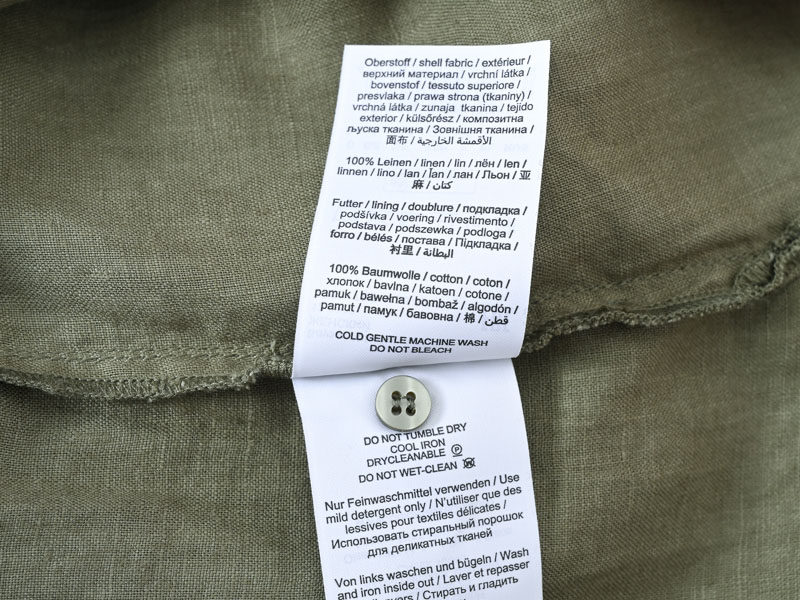 Oberstoff / shell fabric / extérieur /
верхний материал / vrchní látka /
bovenstof / tessuto superiore /
presvlaka / prawa strona (tkaniny) /
vrchná látka / zunaja tkanina / tejido
exterior / külsőrész / композитна
љуска тканина / Зовнішня тканина /
面布 / الأقمشة الخارجية
100% Leinen / linen / lin / лён / len /
linnen / lino / lan / ľan / лан / Льон / 亚
麻 / كتان
Futter / lining / doublure / подкладка /
podšívka / voering / rivestimento /
podstava / podszewka / podloga /
forro / bélés / постава / Підкладка /
衬里 / البطانة
100% Baumwolle / cotton / coton /
хлопок / bavlna / katoen / cotone /
pamuk / bawełna / bombaž / algodón /
pamut / памук / бавовна / 棉 / قطن
COLD GENTLE MACHINE WASH
DO NOT BLEACH
DO NOT TUMBLE DRY
COOL IRON
DRYCLEANABLE Ⓟ
DO NOT WET-CLEAN
Nur Feinwaschmittel verwenden / Use
mild detergent only / N'utiliser que des
lessives pour textiles délicates /
Использовать стиральный порошок
для деликатных тканей
Von links waschen und bügeln / Wash
and iron inside out / Laver et repasser
/ Стирать и гладить